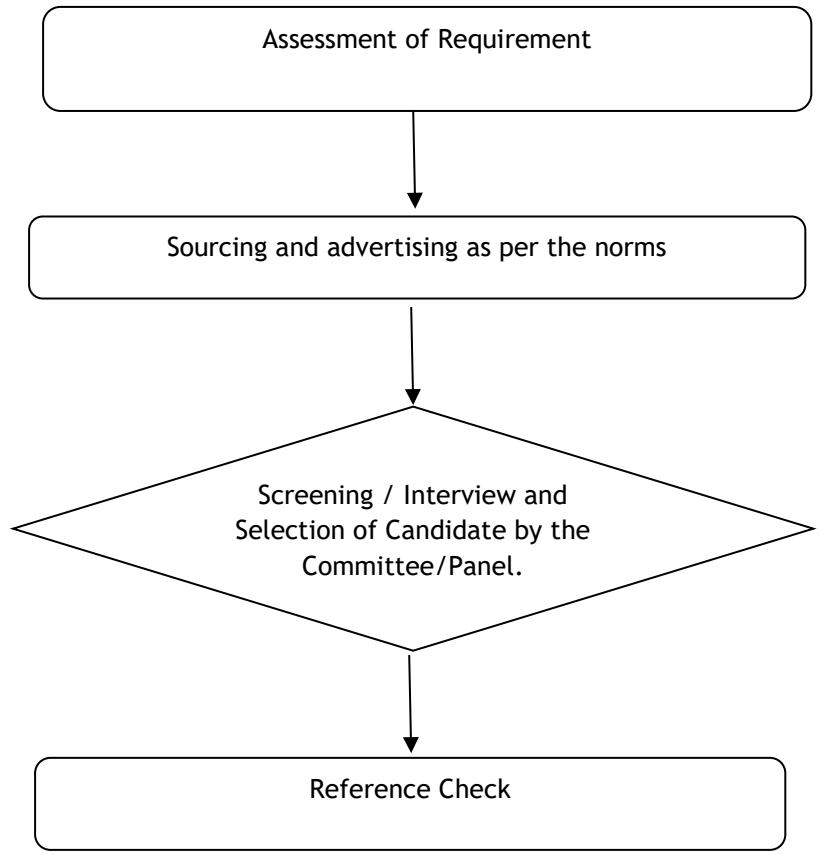 Assessment of Requirement
Sourcing and advertising as per the norms
Screening / Interview and
Selection of Candidate by the
Committee/Panel.
Reference Check